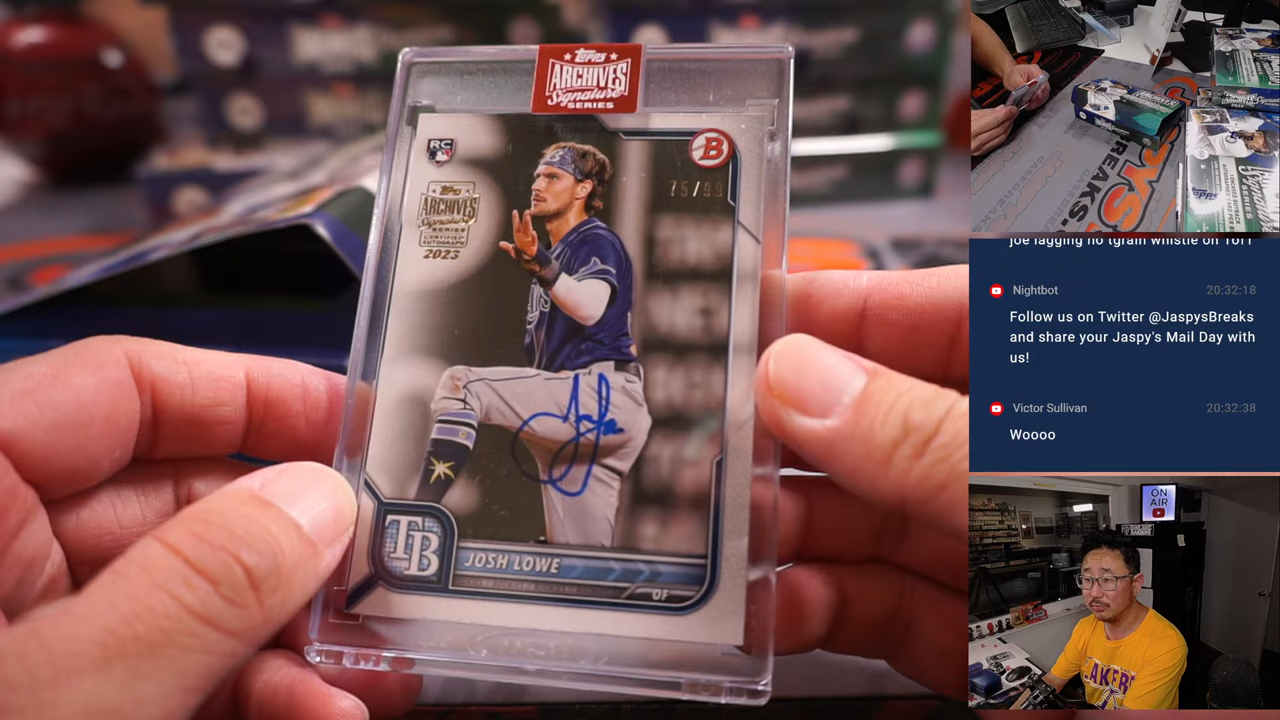 Topps
ARCHIVES
Signature
SERIES
RC
B
75/99
Topps
ARCHIVES
Signature
SERIES
CERTIFIED
AUTOGRAPH
2023
TB
JOSH LOWE
OF
joe lagging no tgrain whistle on 1of1
Nightbot 20:32:18
Follow us on Twitter @JaspysBreaks
and share your Jaspy's Mail Day with
us!
Victor Sullivan 20:32:38
Woooo
ON
AIR
LAKERS